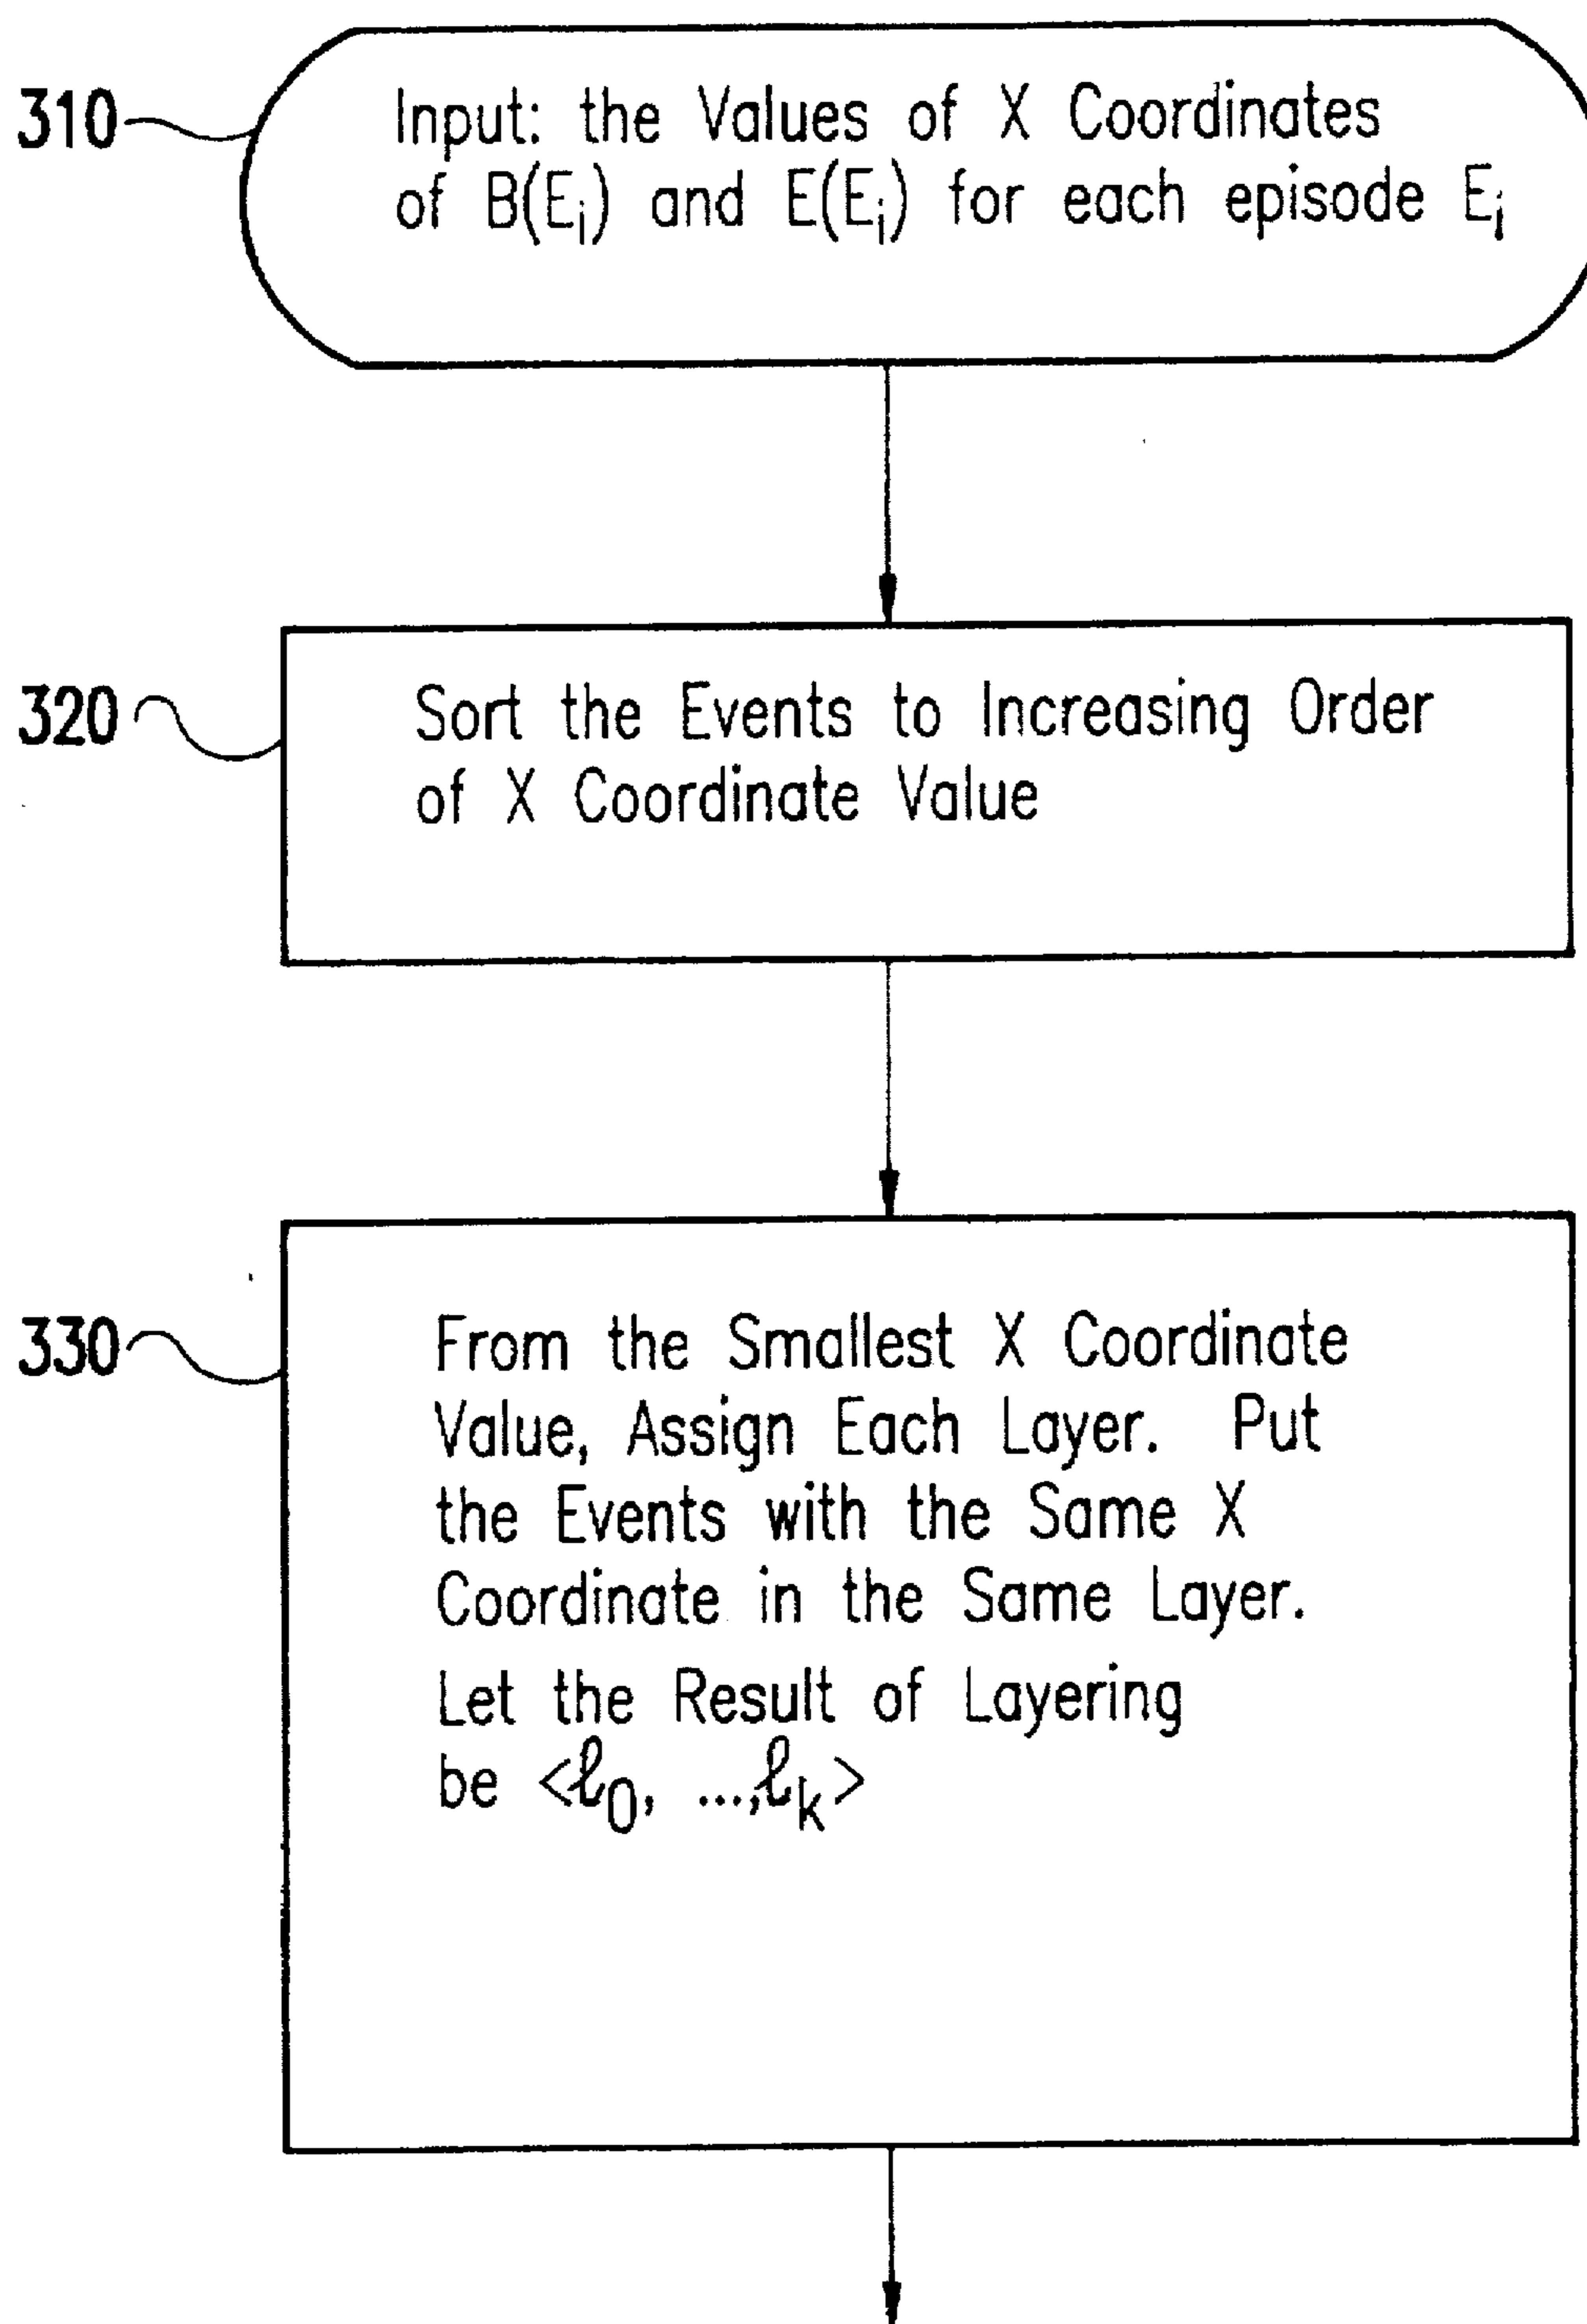 310
Input: the Values of X Coordinates
of B(Eᵢ) and E(Eᵢ) for each episode Eᵢ
320
Sort the Events to Increasing Order
of X Coordinate Value
330
From the Smallest X Coordinate
Value, Assign Each Layer. Put
the Events with the Same X
Coordinate in the Same Layer.
Let the Result of Layering
be <ℓ₀, ...,ℓₖ>